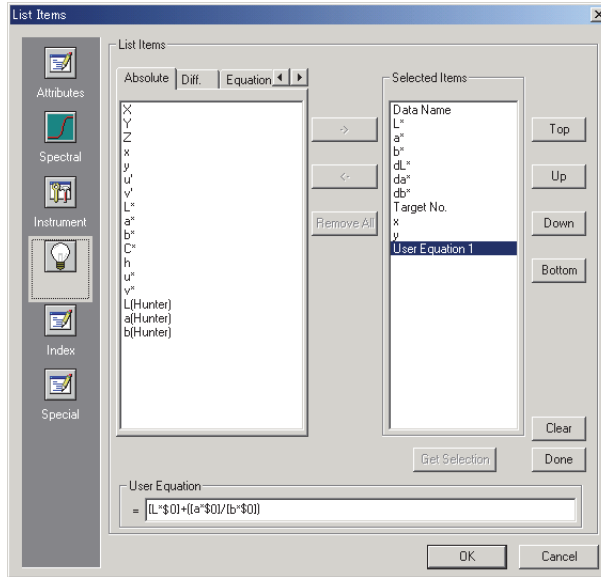 List Items
Attributes
Spectral
Instrument
Index
Special
List Items
Absolute
Diff.
Equation
X
Y
Z
x
y
u'
v'
L*
a*
b*
C*
h
u*
v*
L(Hunter)
a(Hunter)
b(Hunter)
->
<-
Remove All
Selected Items
Data Name
L*
a*
b*
dL*
da*
db*
Target No.
x
y
User Equation 1
Top
Up
Down
Bottom
Clear
Get Selection
Done
User Equation
= [L*$0]+([a*$0]/[b*$0])
OK
Cancel